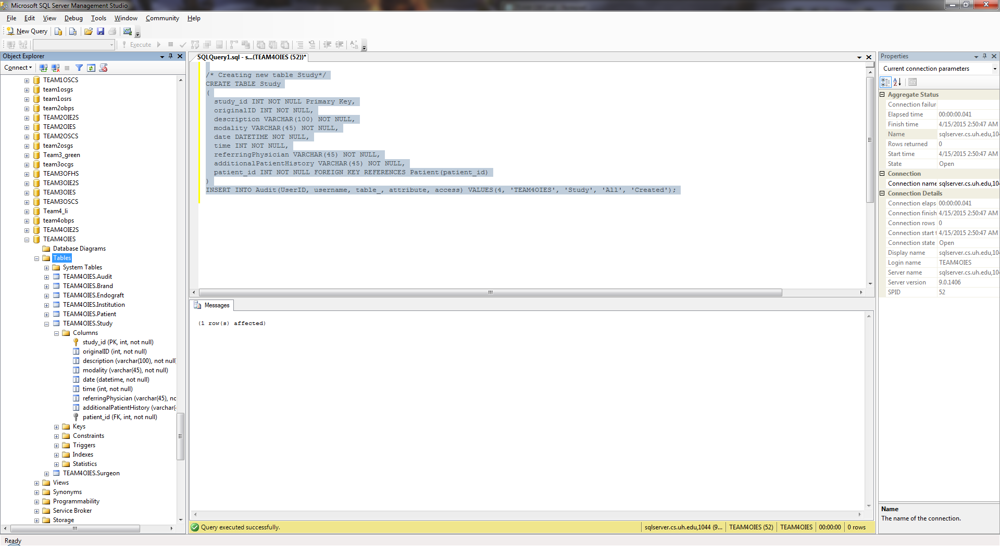 Microsoft SQL Server Management Studio
File Edit View Debug Tools Window Community Help
New Query
Execute
Object Explorer
Connect
TEAM1OSCS
team1osgs
team1osrs
team2obps
TEAM2OIE2S
TEAM2OIES
TEAM2OSCS
team2osgs
Team3_green
team3ocgs
TEAM3OFHS
TEAM3OIE2S
TEAM3OIES
TEAM3OSCS
Team4_li
team4obps
TEAM4OIE2S
TEAM4OIES
Database Diagrams
Tables
System Tables
TEAM4OIES.Audit
TEAM4OIES.Brand
TEAM4OIES.Endograft
TEAM4OIES.Institution
TEAM4OIES.Patient
TEAM4OIES.Study
Columns
study_id (PK, int, not null)
originalID (int, not null)
description (varchar(100), not null
modality (varchar(45), not null)
date (datetime, not null)
time (int, not null)
referringPhysician (varchar(45), no
additionalPatientHistory (varchar(
patient_id (FK, int, not null)
Keys
Constraints
Triggers
Indexes
Statistics
TEAM4OIES.Surgeon
Views
Synonyms
Programmability
Service Broker
Storage
SQLQuery1.sql - s...(TEAM4OIES (52))*
/* Creating new table Study*/
CREATE TABLE Study
(
study_id INT NOT NULL Primary Key,
originalID INT NOT NULL,
description VARCHAR(100) NOT NULL,
modality VARCHAR(45) NOT NULL,
date DATETIME NOT NULL,
time INT NOT NULL,
referringPhysician VARCHAR(45) NOT NULL,
additionalPatientHistory VARCHAR(45) NOT NULL,
patient_id INT NOT NULL FOREIGN KEY REFERENCES Patient(patient_id)
)
INSERT INTO Audit(UserID, username, table_, attribute, access) VALUES(4, 'TEAM4OIES', 'Study', 'All', 'Created');
Messages
(1 row(s) affected)
Query executed successfully.
sqlserver.cs.uh.edu,1044 (9... TEAM4OIES (52) TEAM4OIES 00:00:00 0 rows
Properties
Current connection parameters
Aggregate Status
Connection failur
Elapsed time 00:00:00.041
Finish time 4/15/2015 2:50:47 AM
Name sqlserver.cs.uh.edu,104
Rows returned 0
Start time 4/15/2015 2:50:47 AM
State Open
Connection
Connection name sqlserver.cs.uh.edu,104
Connection Details
Connection elaps 00:00:00.041
Connection finish 4/15/2015 2:50:47 AM
Connection rows 0
Connection start t 4/15/2015 2:50:47 AM
Connection state Open
Display name sqlserver.cs.uh.edu,104
Login name TEAM4OIES
Server name sqlserver.cs.uh.edu,104
Server version 9.0.1406
SPID 52
Name
The name of the connection.
Ready